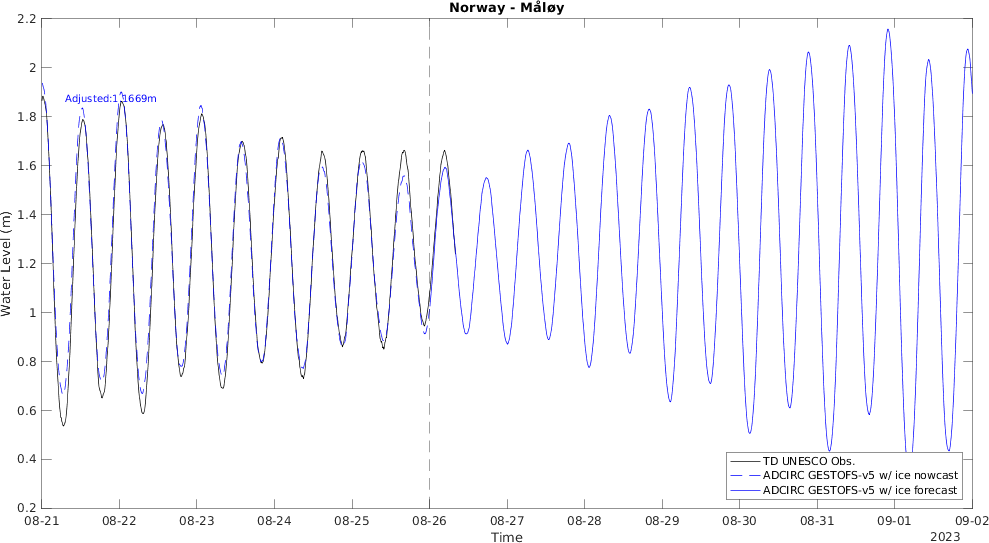 Norway - Måløy
2.2
2
1.8
1.6
1.4
1.2
1
0.8
0.6
0.4
0.2
Water Level (m)
Adjusted:1.1669m
TD UNESCO Obs.
ADCIRC GESTOFS-v5 w/ ice nowcast
ADCIRC GESTOFS-v5 w/ ice forecast
08-21 08-22 08-23 08-24 08-25 08-26 08-27 08-28 08-29 08-30 08-31 09-01 09-02
Time
2023